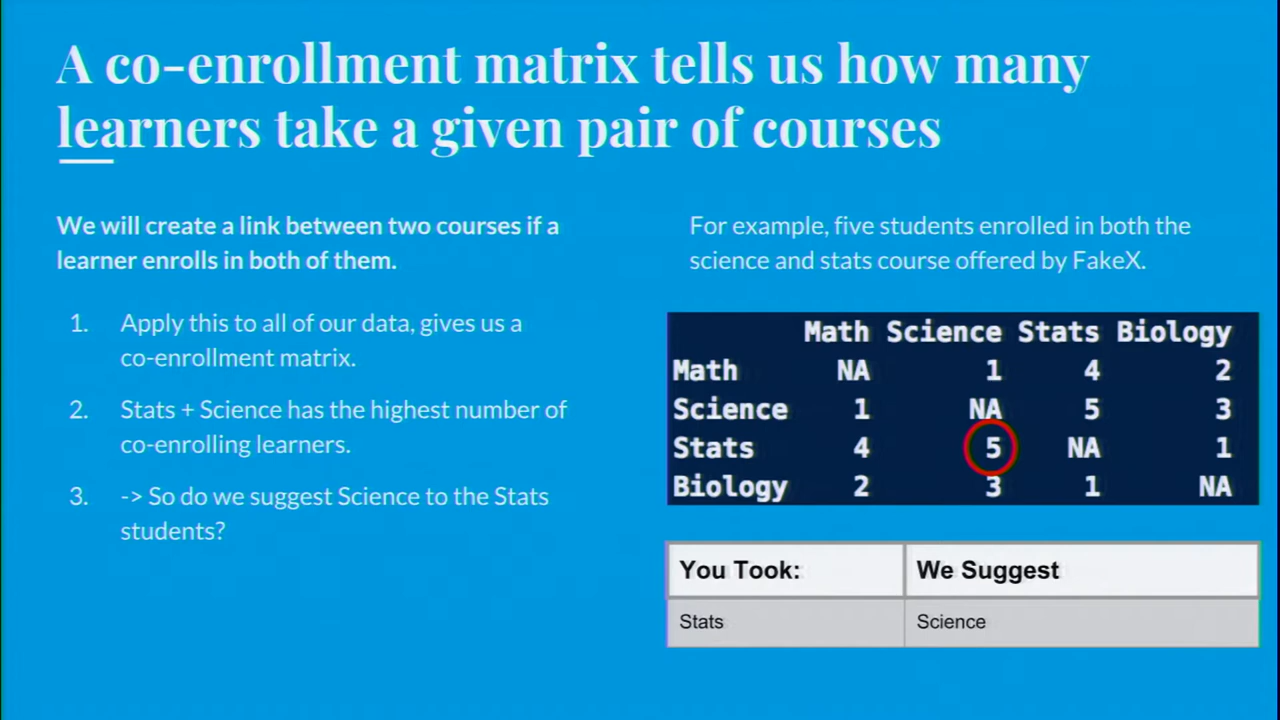 A co-enrollment matrix tells us how many
learners take a given pair of courses
We will create a link between two courses if a
learner enrolls in both of them.
1. Apply this to all of our data, gives us a
co-enrollment matrix.
2. Stats + Science has the highest number of
co-enrolling learners.
3. -> So do we suggest Science to the Stats
students?
For example, five students enrolled in both the
science and stats course offered by FakeX.
Math Science Stats Biology
Math NA 1 4 2
Science 1 NA 5 3
Stats 4 5 NA 1
Biology 2 3 1 NA
You Took: We Suggest
Stats Science